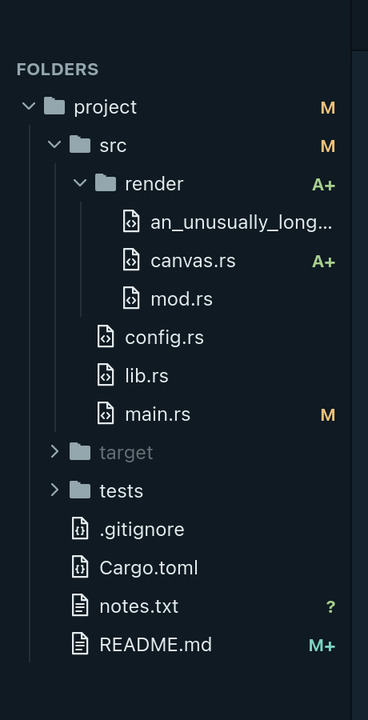 FOLDERS
project M
src M
render A+
an_unusually_long...
canvas.rs A+
mod.rs
config.rs
lib.rs
main.rs M
target
tests
.gitignore
Cargo.toml
notes.txt ?
README.md M+